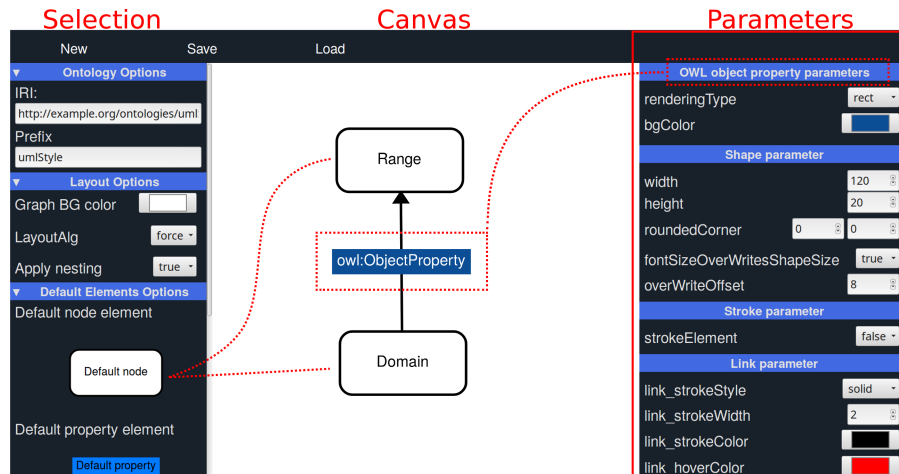 Selection
Canvas
Parameters
New
Save
Load
Ontology Options
IRI:
http://example.org/ontologies/uml
Prefix
umlStyle
Layout Options
Graph BG color
LayoutAlg
force
Apply nesting
true
Default Elements Options
Default node element
Default node
Default property element
Default property
Range
owl:ObjectProperty
Domain
OWL object property parameters
renderingType
rect
bgColor
Shape parameter
width
120
height
20
roundedCorner
0
0
fontSizeOverWritesShapeSize
true
overWriteOffset
8
Stroke parameter
strokeElement
false
Link parameter
link_strokeStyle
solid
link_strokeWidth
2
link_strokeColor
link_hoverColor